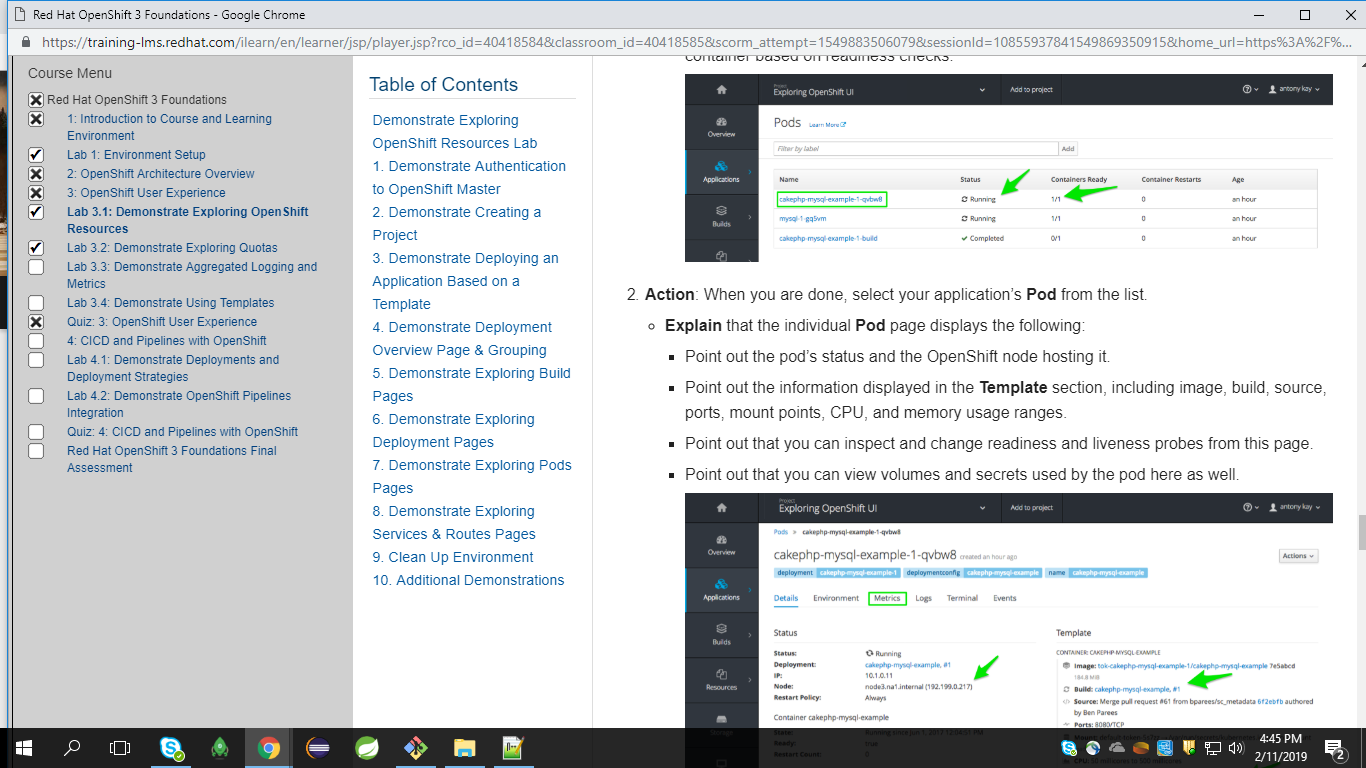 Red Hat OpenShift 3 Foundations - Google Chrome
https://training-lms.redhat.com/ilearn/en/learner/jsp/player.jsp?rco_id=40418584&classroom_id=40418585&scorm_attempt=1549883506079&sessionId=10855937841549869350915&home_url=https%3A%2F%...
Course Menu
Red Hat OpenShift 3 Foundations
1: Introduction to Course and Learning
Environment
Lab 1: Environment Setup
2: OpenShift Architecture Overview
3: OpenShift User Experience
Lab 3.1: Demonstrate Exploring OpenShift
Resources
Lab 3.2: Demonstrate Exploring Quotas
Lab 3.3: Demonstrate Aggregated Logging and
Metrics
Lab 3.4: Demonstrate Using Templates
Quiz: 3: OpenShift User Experience
4: CICD and Pipelines with OpenShift
Lab 4.1: Demonstrate Deployments and
Deployment Strategies
Lab 4.2: Demonstrate OpenShift Pipelines
Integration
Quiz: 4: CICD and Pipelines with OpenShift
Red Hat OpenShift 3 Foundations Final
Assessment
Table of Contents
Demonstrate Exploring
OpenShift Resources Lab
1. Demonstrate Authentication
to OpenShift Master
2. Demonstrate Creating a
Project
3. Demonstrate Deploying an
Application Based on a
Template
4. Demonstrate Deployment
Overview Page & Grouping
5. Demonstrate Exploring Build
Pages
6. Demonstrate Exploring
Deployment Pages
7. Demonstrate Exploring Pods
Pages
8. Demonstrate Exploring
Services & Routes Pages
9. Clean Up Environment
10. Additional Demonstrations
container based on readiness checks.
Project
Exploring OpenShift UI
Add to project
antony kay
Overview
Applications
Builds
Pods Learn More
Filter by label Add
Name Status Containers Ready Container Restarts Age
cakephp-mysql-example-1-qvbw8 Running 1/1 0 an hour
mysql-1-gq5vm Running 1/1 0 an hour
cakephp-mysql-example-1-build Completed 0/1 0 an hour
2. Action: When you are done, select your application’s Pod from the list.
Explain that the individual Pod page displays the following:
Point out the pod’s status and the OpenShift node hosting it.
Point out the information displayed in the Template section, including image, build, source,
ports, mount points, CPU, and memory usage ranges.
Point out that you can inspect and change readiness and liveness probes from this page.
Point out that you can view volumes and secrets used by the pod here as well.
Project
Exploring OpenShift UI
Add to project
antony kay
Overview
Applications
Builds
Resources
Storage
Pods > cakephp-mysql-example-1-qvbw8
cakephp-mysql-example-1-qvbw8 created an hour ago
Actions
deployment cakephp-mysql-example-1 deploymentconfig cakephp-mysql-example name cakephp-mysql-example
Details Environment Metrics Logs Terminal Events
Status
Status: Running
Deployment: cakephp-mysql-example, #1
IP: 10.1.0.11
Node: node3.na1.internal (192.199.0.217)
Restart Policy: Always
Container cakephp-mysql-example
State:
Ready: true
Restart Count: 0
Template
CONTAINER: CAKEPHP-MYSQL-EXAMPLE
Image: tok-cakephp-mysql-example-1/cakephp-mysql-example 7e5abcd
184.8 MiB
Build: cakephp-mysql-example, #1
Source: Merge pull request #61 from bparees/sc_metadata 6f2ebfb authored
by Ben Parees
Ports: 8080/TCP
4:45 PM
2/11/2019
2